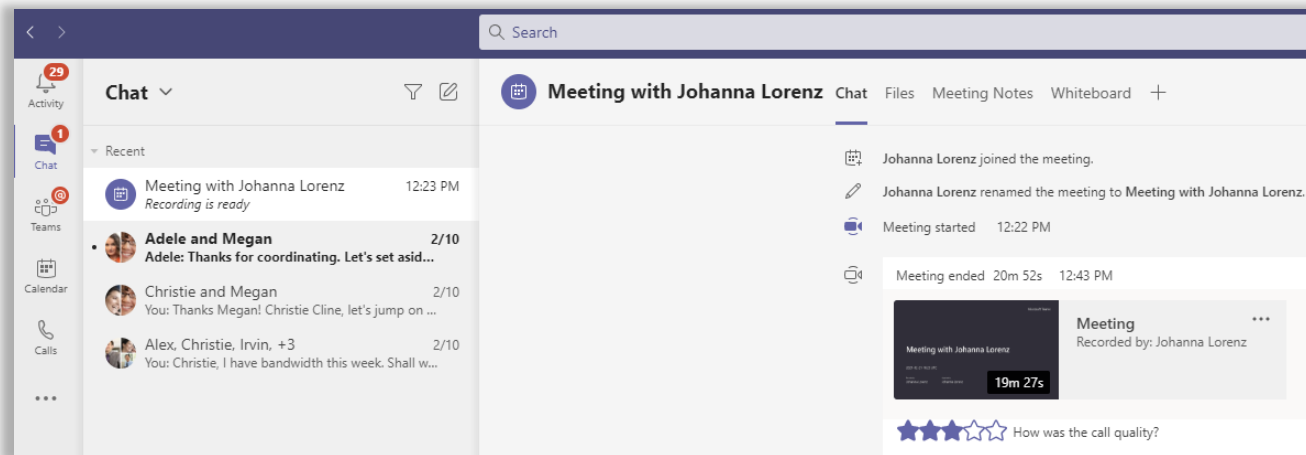 Search
29
Activity
1
Chat
@
Teams
Calendar
Calls
Chat
Recent
Meeting with Johanna Lorenz 12:23 PM
Recording is ready
Adele and Megan 2/10
Adele: Thanks for coordinating. Let's set asid...
Christie and Megan 2/10
You: Thanks Megan! Christie Cline, let's jump on ...
Alex, Christie, Irvin, +3 2/10
You: Christie, I have bandwidth this week. Shall w...
Meeting with Johanna Lorenz Chat Files Meeting Notes Whiteboard
Johanna Lorenz joined the meeting.
Johanna Lorenz renamed the meeting to Meeting with Johanna Lorenz.
Meeting started 12:22 PM
Meeting ended 20m 52s 12:43 PM
Meeting with Johanna Lorenz
19m 27s
Meeting
Recorded by: Johanna Lorenz
How was the call quality?